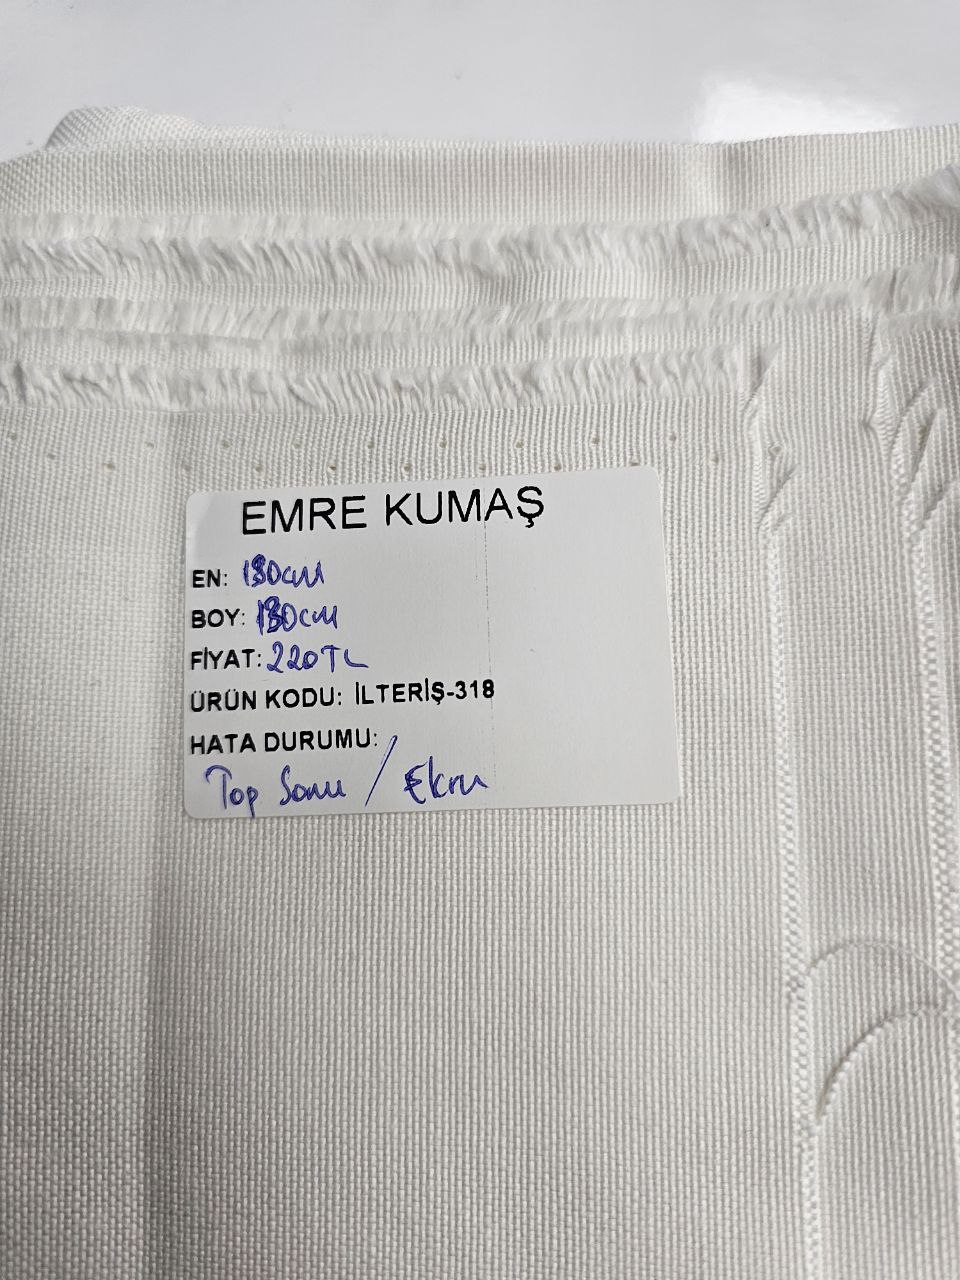 EMRE KUMAŞ
EN: 180cm
BOY: 180cm
FİYAT: 220TL
ÜRÜN KODU: İLTERİŞ-318
HATA DURUMU:
Top Sonu / Ekru